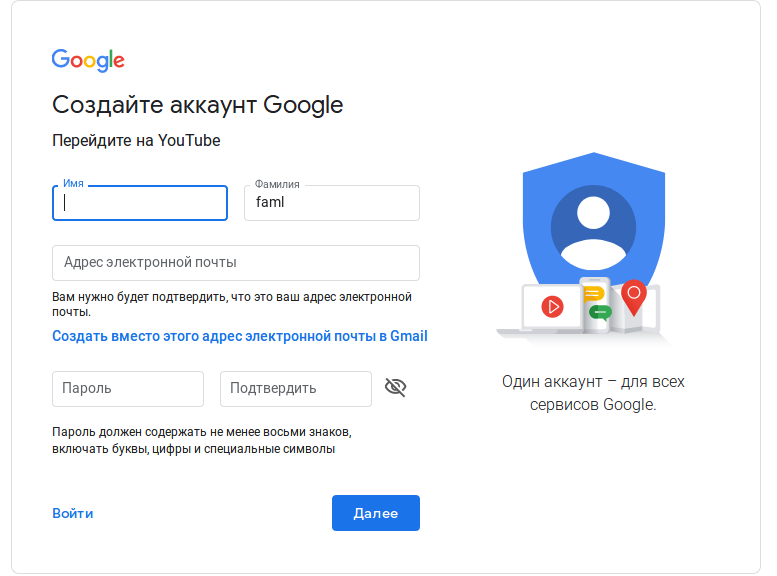 Google
Создайте аккаунт Google
Перейдите на YouTube
Имя
Фамилия
faml
Адрес электронной почты
Вам нужно будет подтвердить, что это ваш адрес электронной
почты.
Создать вместо этого адрес электронной почты в Gmail
Пароль
Подтвердить
Пароль должен содержать не менее восьми знаков,
включать буквы, цифры и специальные символы
Войти
Далее
Один аккаунт – для всех
сервисов Google.